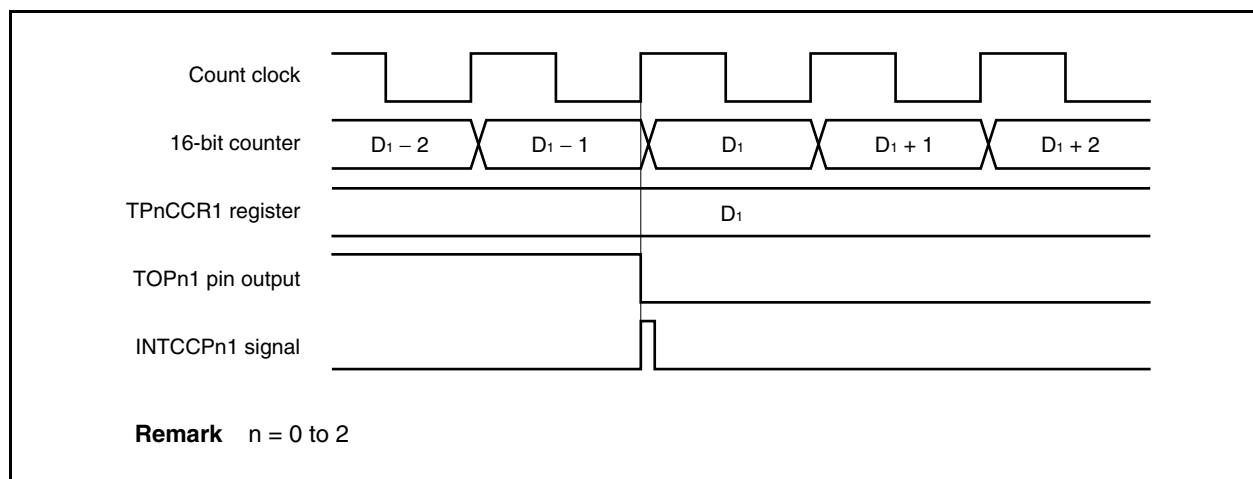 Count clock
16-bit counter
D1 − 2
D1 − 1
D1
D1 + 1
D1 + 2
TPnCCR1 register
D1
TOPn1 pin output
INTCCPn1 signal
Remark n = 0 to 2